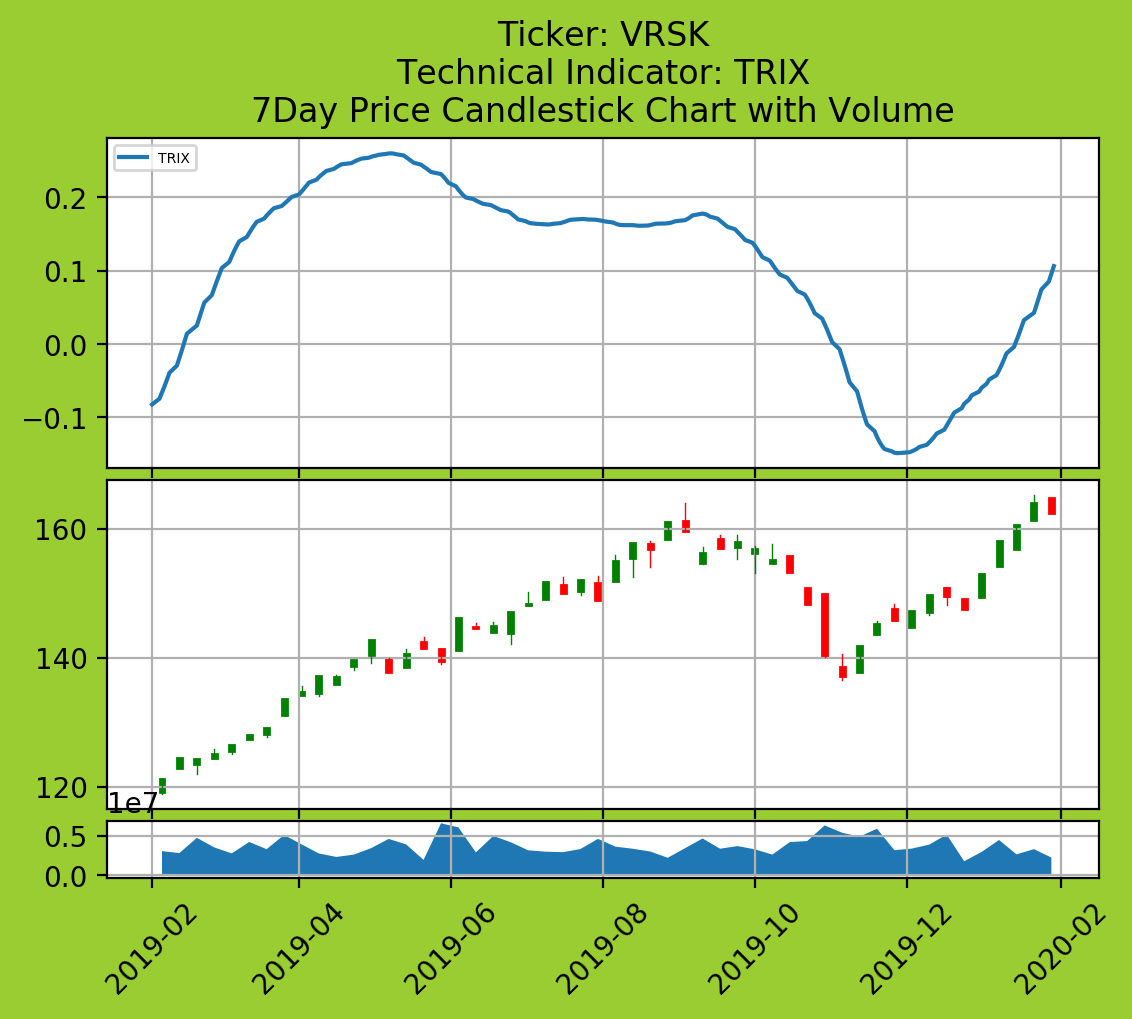 Ticker: VRSK
Technical Indicator: TRIX
7Day Price Candlestick Chart with Volume
TRIX
0.2
0.1
0.0
−0.1
160
140
120
1e7
0.5
0.0
2019-02 2019-04 2019-06 2019-08 2019-10 2019-12 2020-02